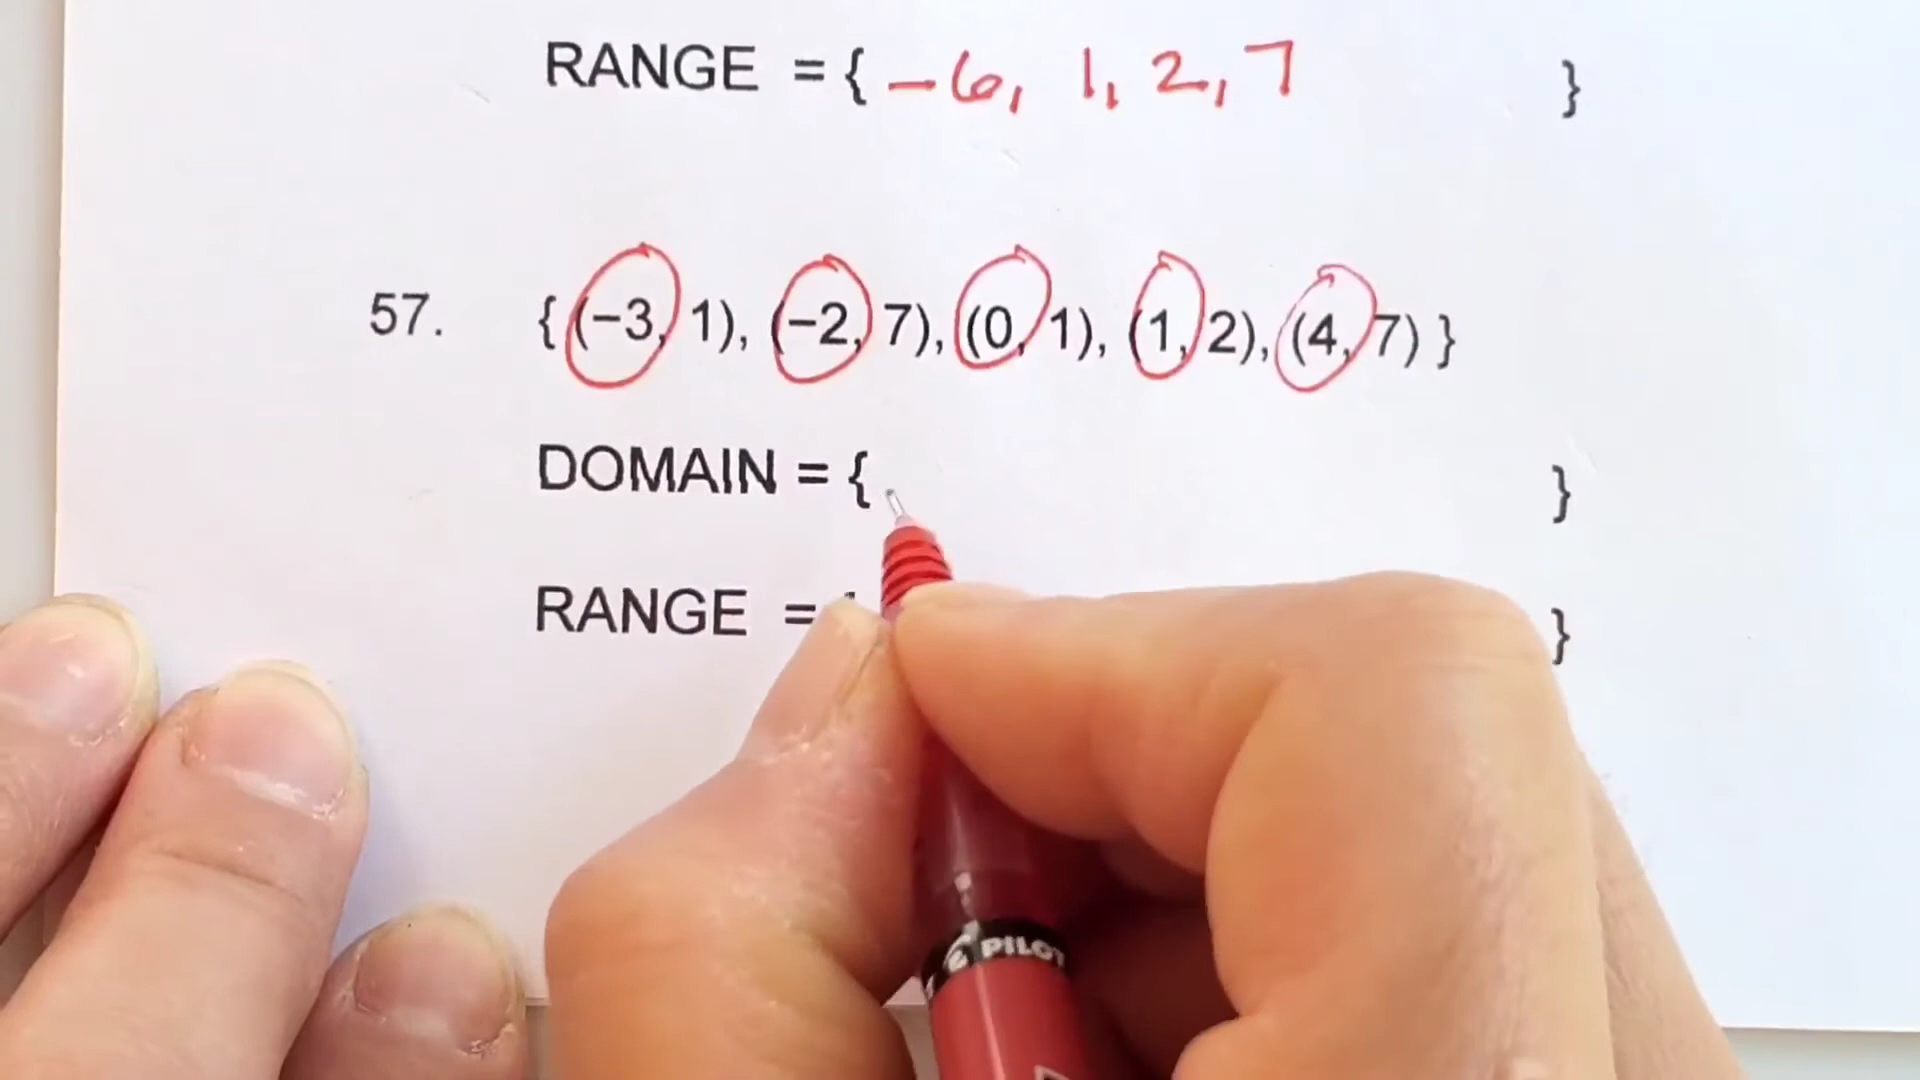 RANGE = { -6, 1, 2, 7 }
57. { (−3, 1), (−2, 7), (0, 1), (1, 2), (4, 7) }
DOMAIN = { }
RANGE = }
PILOT